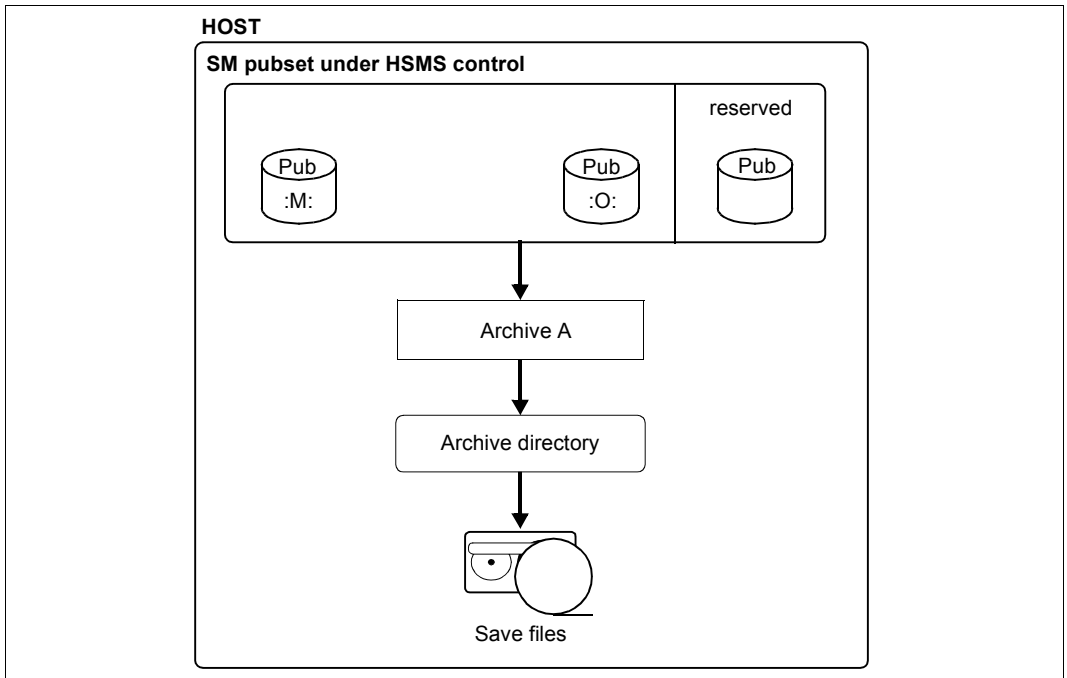 HOST
SM pubset under HSMS control
reserved
Pub
:M:
Pub
:O:
Pub
Archive A
Archive directory
Save files